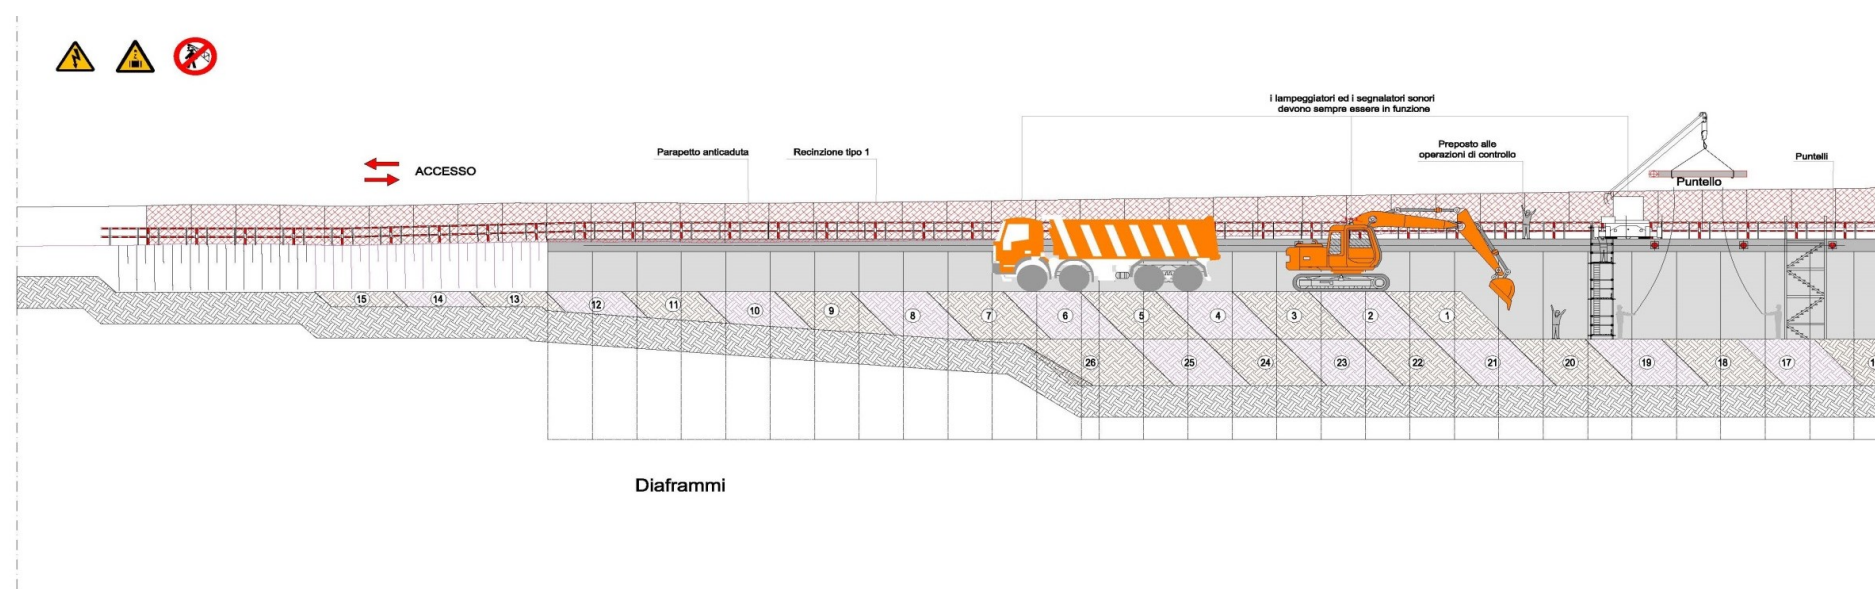 i lampeggiatori ed i segnalatori sonori
devono sempre essere in funzione
Parapetto anticaduta
Recinzione tipo 1
Preposto alle
operazioni di controllo
Puntelli
ACCESSO
Puntello
15 14 13 12 11 10 9 8 7 6 5 4 3 2 1
26 25 24 23 22 21 20 19 18 17
Diaframmi